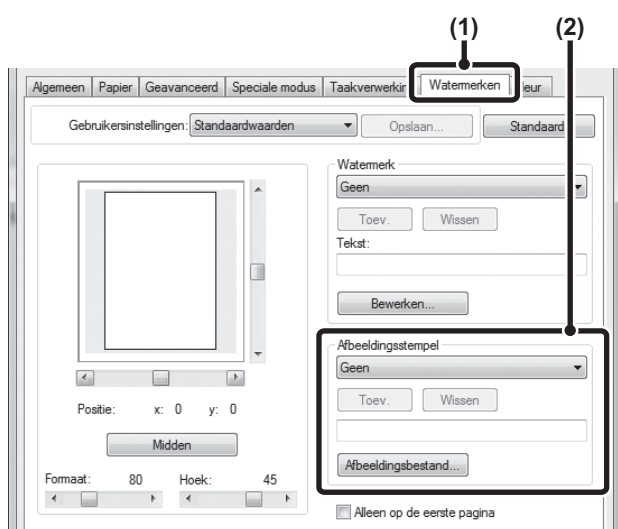 (1) (2)
Algemeen Papier Geavanceerd Speciale modus Taakverwerkin Watermerken leur
Gebruikersinstellingen: Standaardwaarden Opslaan... Standaard
Watermerk
Geen
Toev. Wissen
Tekst:
Bewerken...
Afbeeldingsstempel
Geen
Toev. Wissen
Afbeeldingsbestand...
Alleen op de eerste pagina
Positie: x: 0 y: 0
Midden
Formaat: 80 Hoek: 45